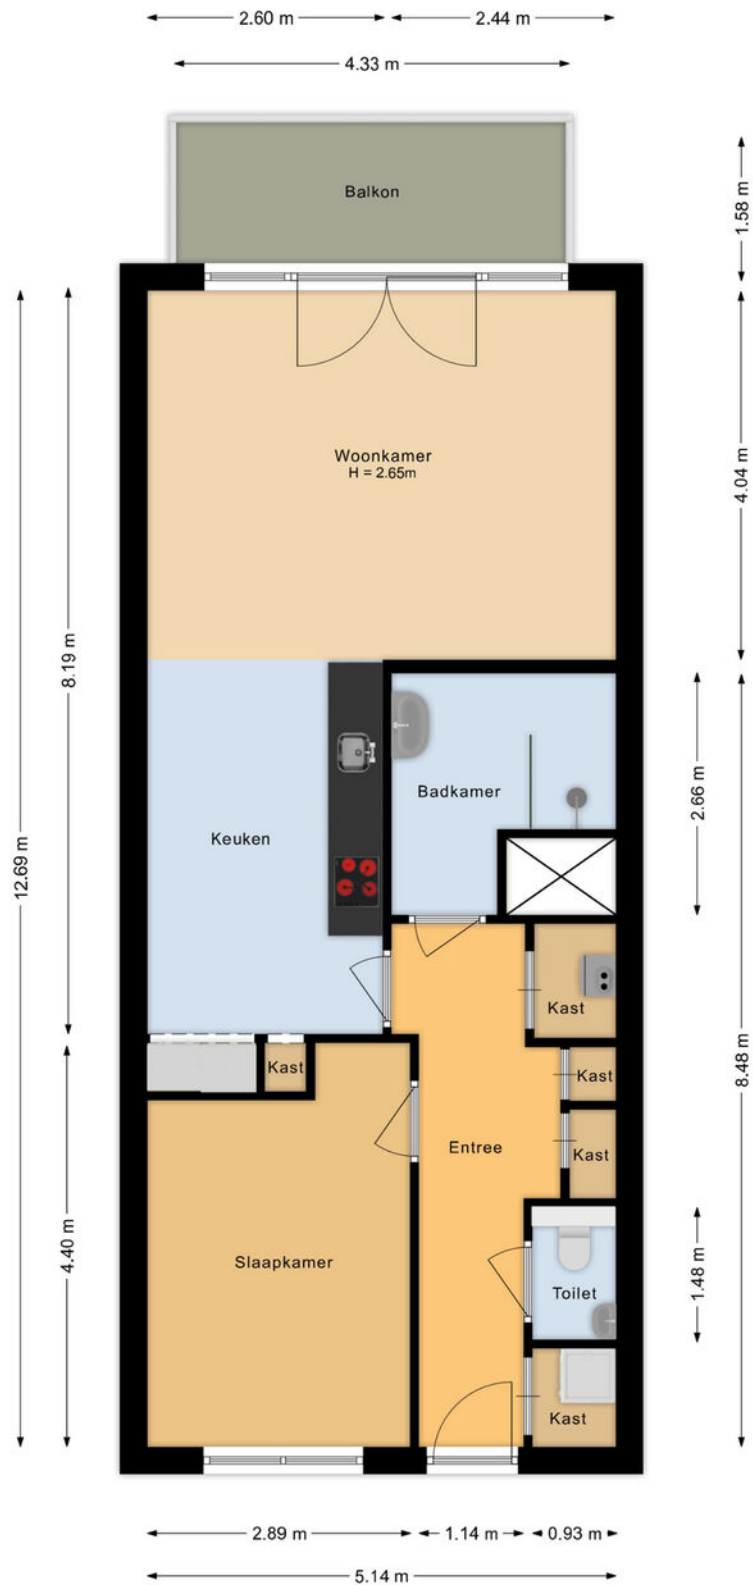 2.60 m
2.44 m
4.33 m
Balkon
1.58 m
Woonkamer
H = 2.65m
4.04 m
8.19 m
12.69 m
Keuken
Badkamer
2.66 m
Kast
Kast
Kast
Kast
8.48 m
Entree
4.40 m
Slaapkamer
Toilet
1.48 m
Kast
2.89 m
1.14 m
0.93 m
5.14 m